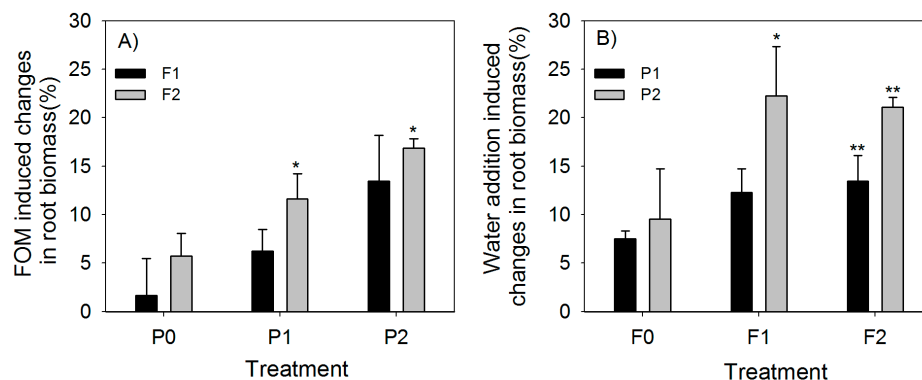 A)
F1
F2
FOM induced changes
in root biomass(%)
30
25
20
15
10
5
0
*
*
P0 P1 P2
Treatment
B)
P1
P2
Water addition induced
changes in root biomass(%)
30
25
20
15
10
5
0
*
**
**
F0 F1 F2
Treatment